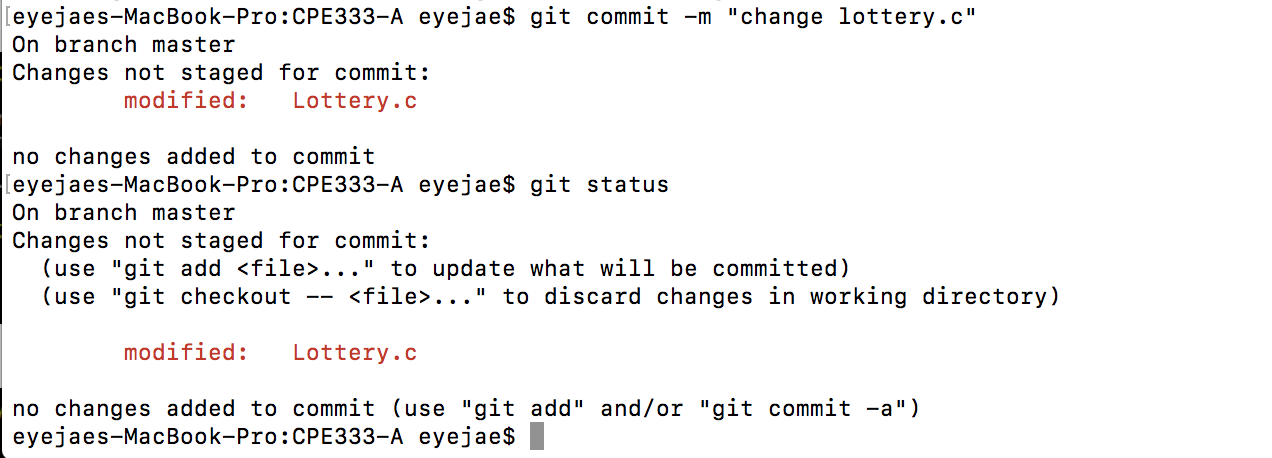 [eyejaes-MacBook-Pro:CPE333-A eyejae$ git commit -m "change lottery.c"
On branch master
Changes not staged for commit:
        modified:   Lottery.c

no changes added to commit
[eyejaes-MacBook-Pro:CPE333-A eyejae$ git status
On branch master
Changes not staged for commit:
  (use "git add <file>..." to update what will be committed)
  (use "git checkout -- <file>..." to discard changes in working directory)

        modified:   Lottery.c

no changes added to commit (use "git add" and/or "git commit -a")
eyejaes-MacBook-Pro:CPE333-A eyejae$